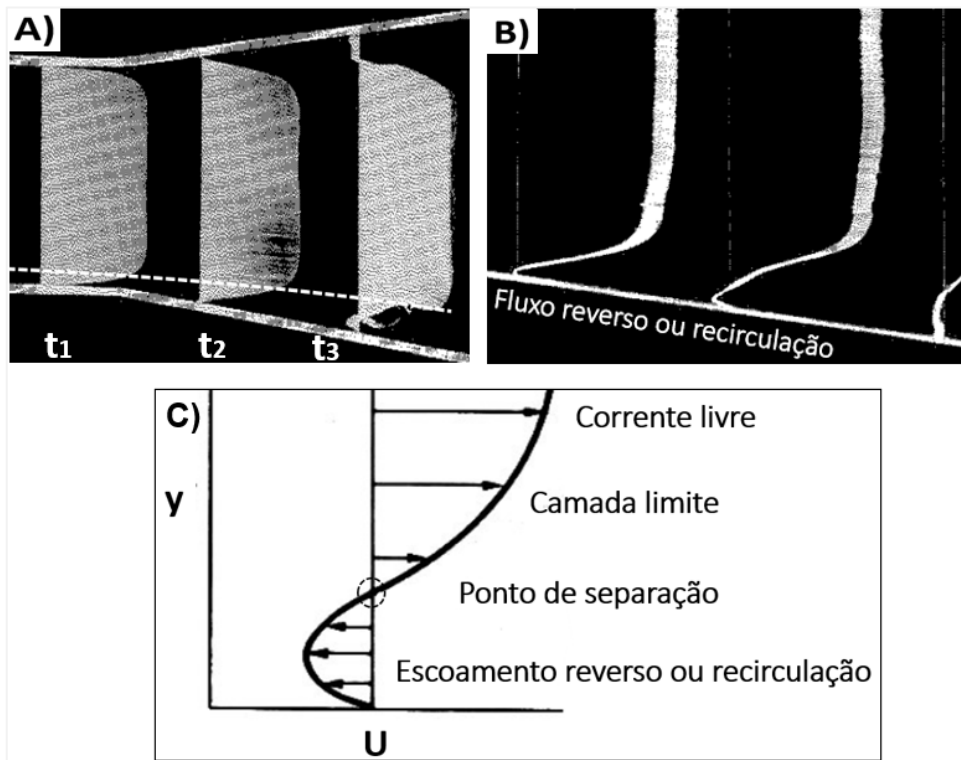 A)
t1
t2
t3
B)
Fluxo reverso ou recirculação
C)
y
Corrente livre
Camada limite
Ponto de separação
Escoamento reverso ou recirculação
U